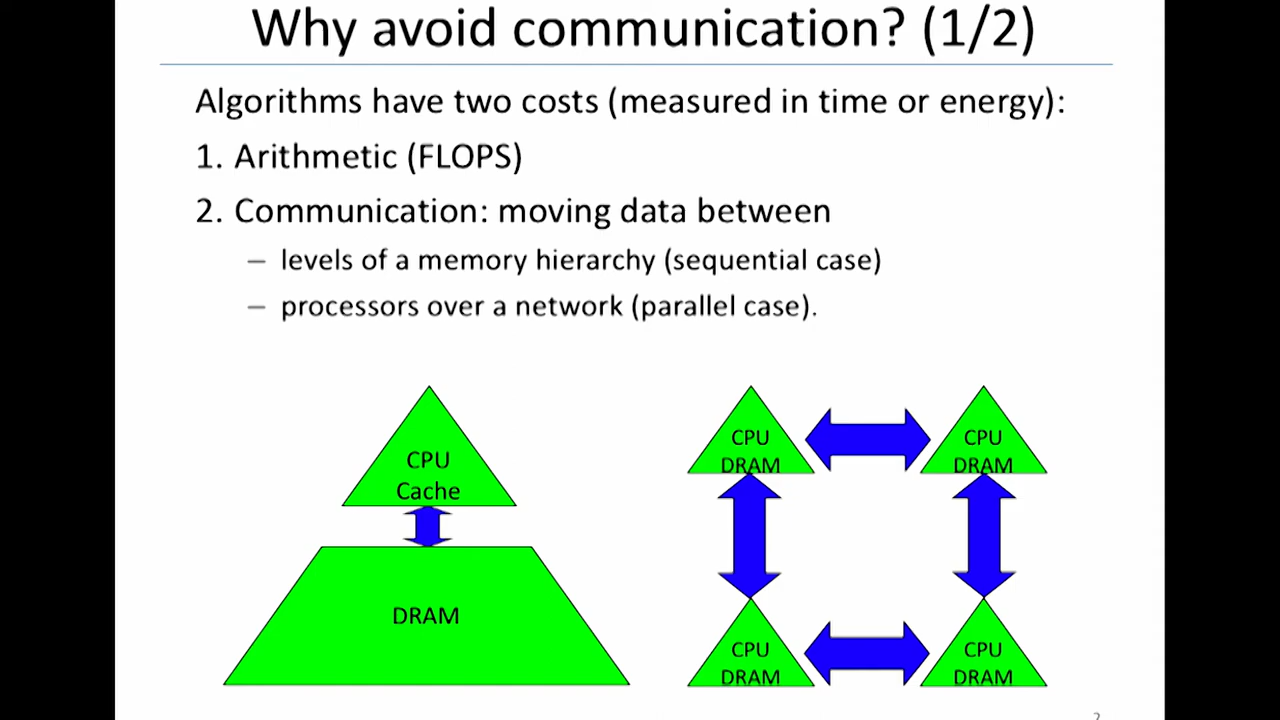 Why avoid communication? (1/2)
Algorithms have two costs (measured in time or energy):
1. Arithmetic (FLOPS)
2. Communication: moving data between
– levels of a memory hierarchy (sequential case)
– processors over a network (parallel case).
CPU
Cache
DRAM
CPU
DRAM
CPU
DRAM
CPU
DRAM
CPU
DRAM
2